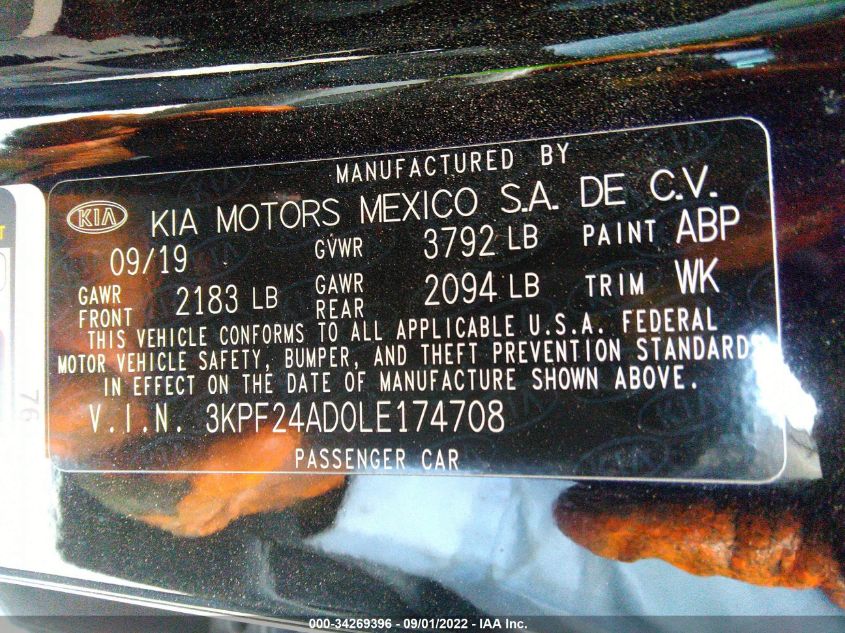 MANUFACTURED BY
KIA KIA MOTORS MEXICO S.A. DE C.V.
09/19 GVWR 3792 LB PAINT ABP
GAWR FRONT 2183 LB GAWR REAR 2094 LB TRIM WK
THIS VEHICLE CONFORMS TO ALL APPLICABLE U.S.A. FEDERAL
MOTOR VEHICLE SAFETY, BUMPER, AND THEFT PREVENTION STANDARDS
IN EFFECT ON THE DATE OF MANUFACTURE SHOWN ABOVE.
V.I.N. 3KPF24AD0LE174708
PASSENGER CAR
76
000-34269396 - 09/01/2022 - IAA Inc.